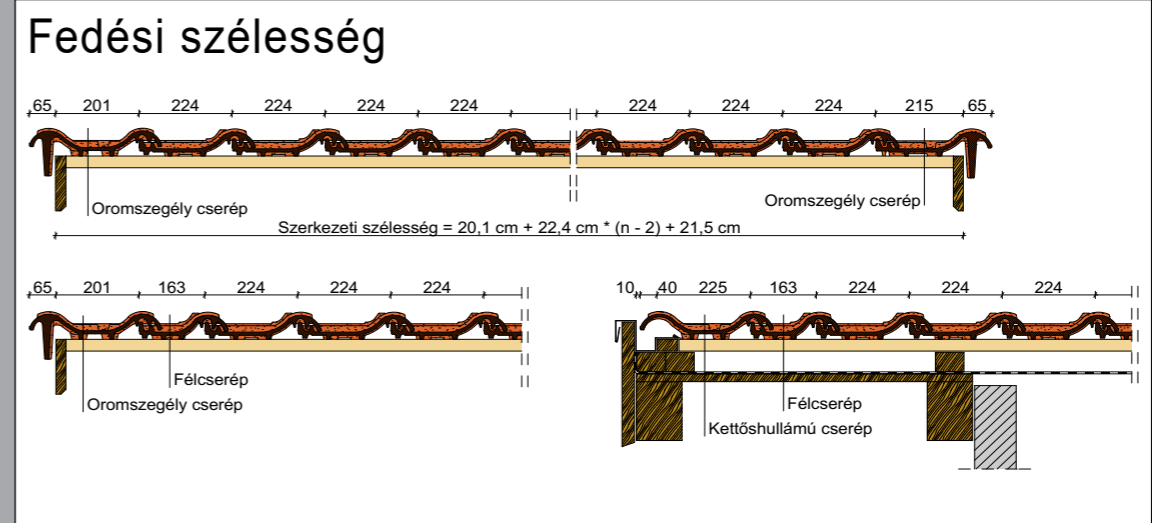 Fedési szélesség
65 201 224 224 224 224 224 224 224 215 65
Oromszegély cserép
Oromszegély cserép
Szerkezeti szélesség = 20,1 cm + 22,4 cm * (n - 2) + 21,5 cm
65 201 163 224 224 224
Félcserép
Oromszegély cserép
10 40 225 163 224 224 224
Félcserép
Kettőshullámú cserép